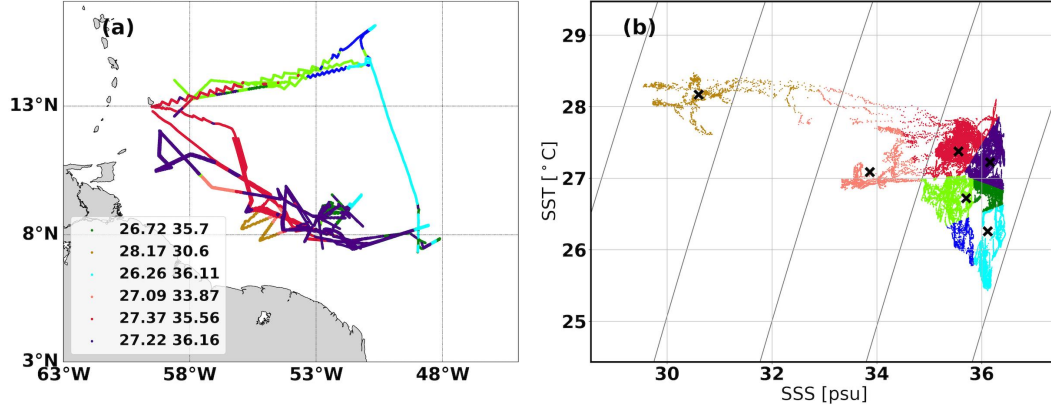 (a)
13°N
8°N
3°N
26.72 35.7
28.17 30.6
26.26 36.11
27.09 33.87
27.37 35.56
27.22 36.16
63°W 58°W 53°W 48°W
(b)
SST [°C]
29
28
27
26
25
30 32 34 36
SSS [psu]